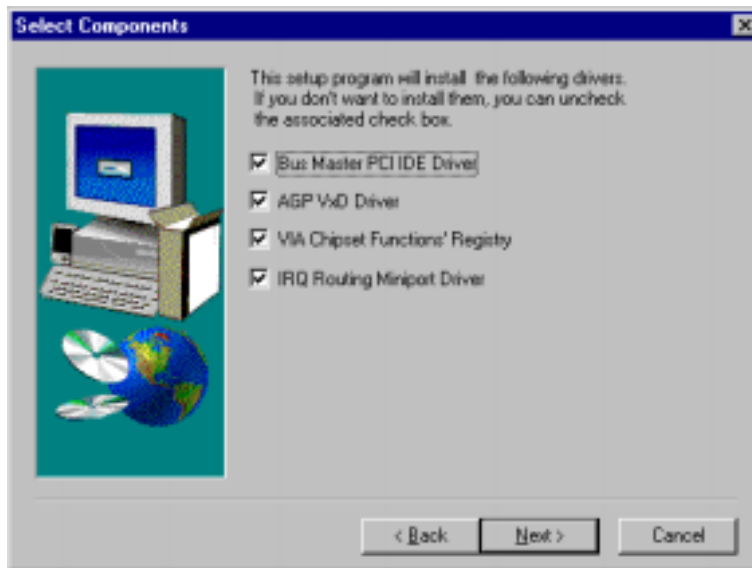 Select Components
This setup program will install the following drivers.
If you don't want to install them, you can uncheck
the associated check box.
Bus Master PCI IDE Driver
AGP VxD Driver
VIA Chipset Functions' Registry
IRQ Routing Miniport Driver
< Back
Next >
Cancel